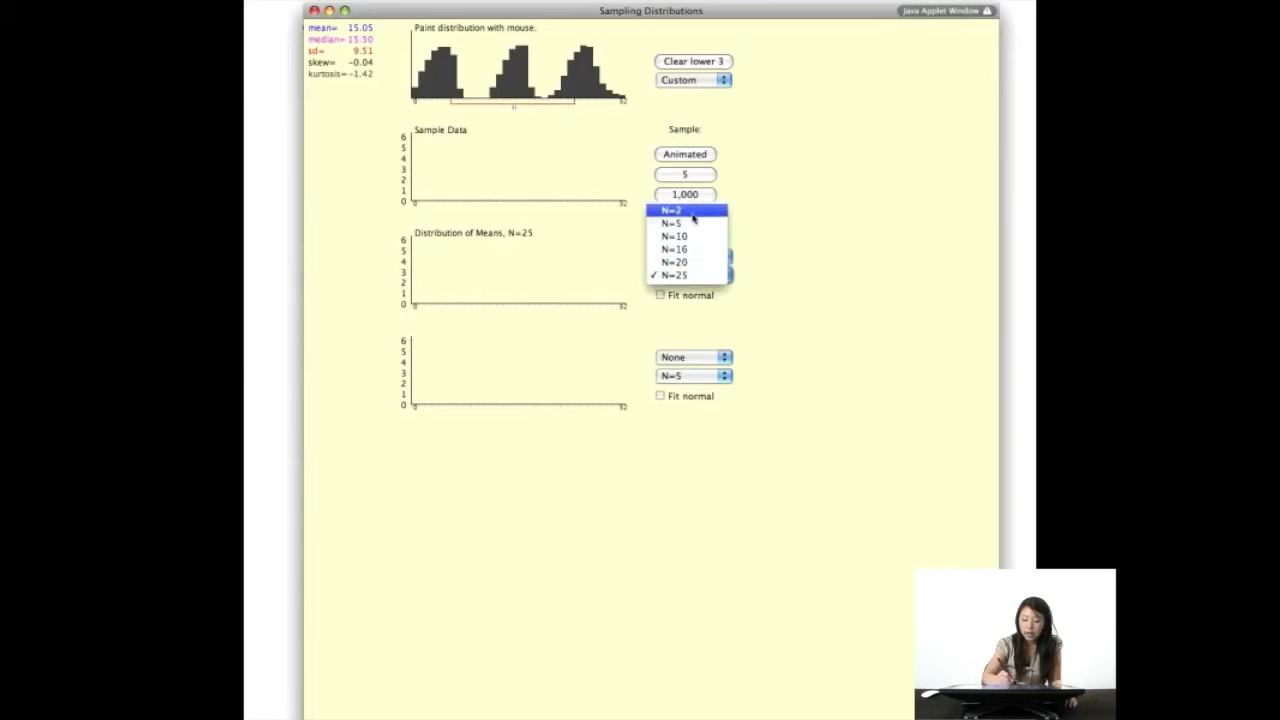 Sampling Distributions
Java Applet Window
mean= 15.05
median= 15.50
sd= 9.51
skew= -0.04
kurtosis=-1.42
Paint distribution with mouse.
0 32
Clear lower 3
Custom
Sample Data
6
5
4
3
2
1
0
0 32
Sample:
Animated
5
1,000
N=2
N=5
N=10
N=16
N=20
✓ N=25
Distribution of Means, N=25
6
5
4
3
2
1
0
0 32
Fit normal
6
5
4
3
2
1
0
0 32
None
N=5
Fit normal